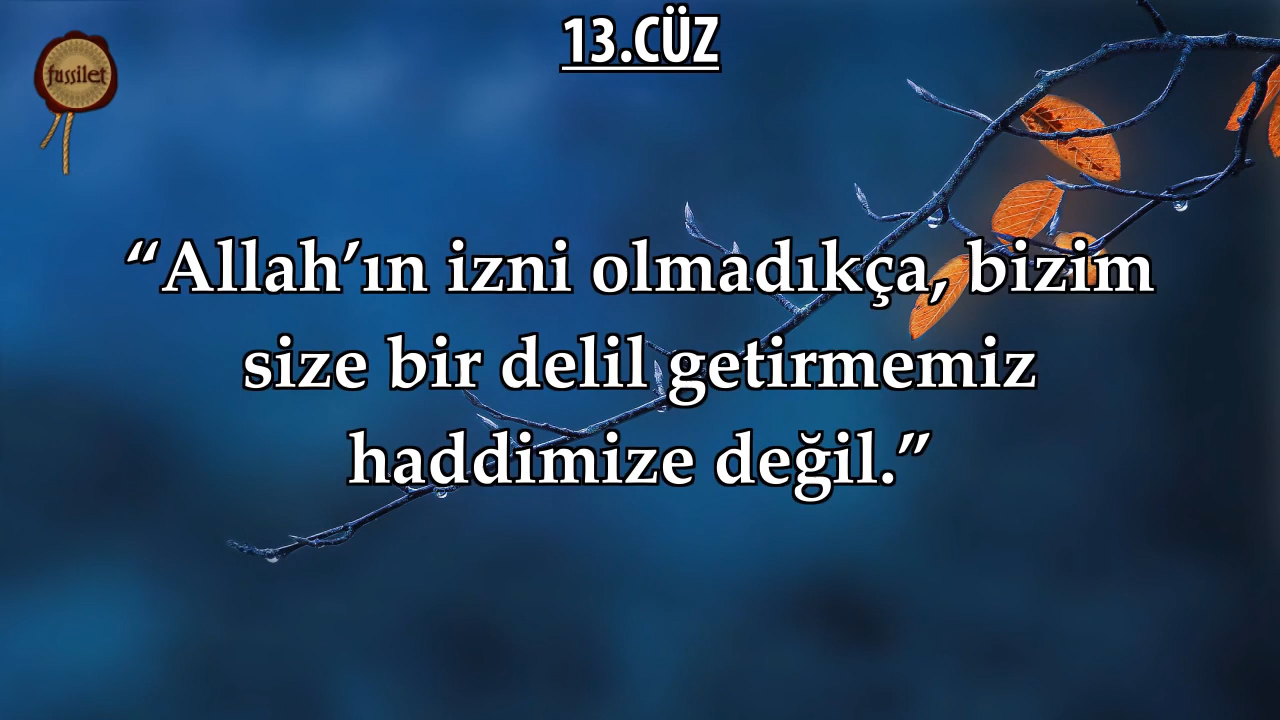 13.CÜZ
fussilet
“Allah’ın izni olmadıkça, bizim
size bir delil getirmemiz
haddimize değil.”